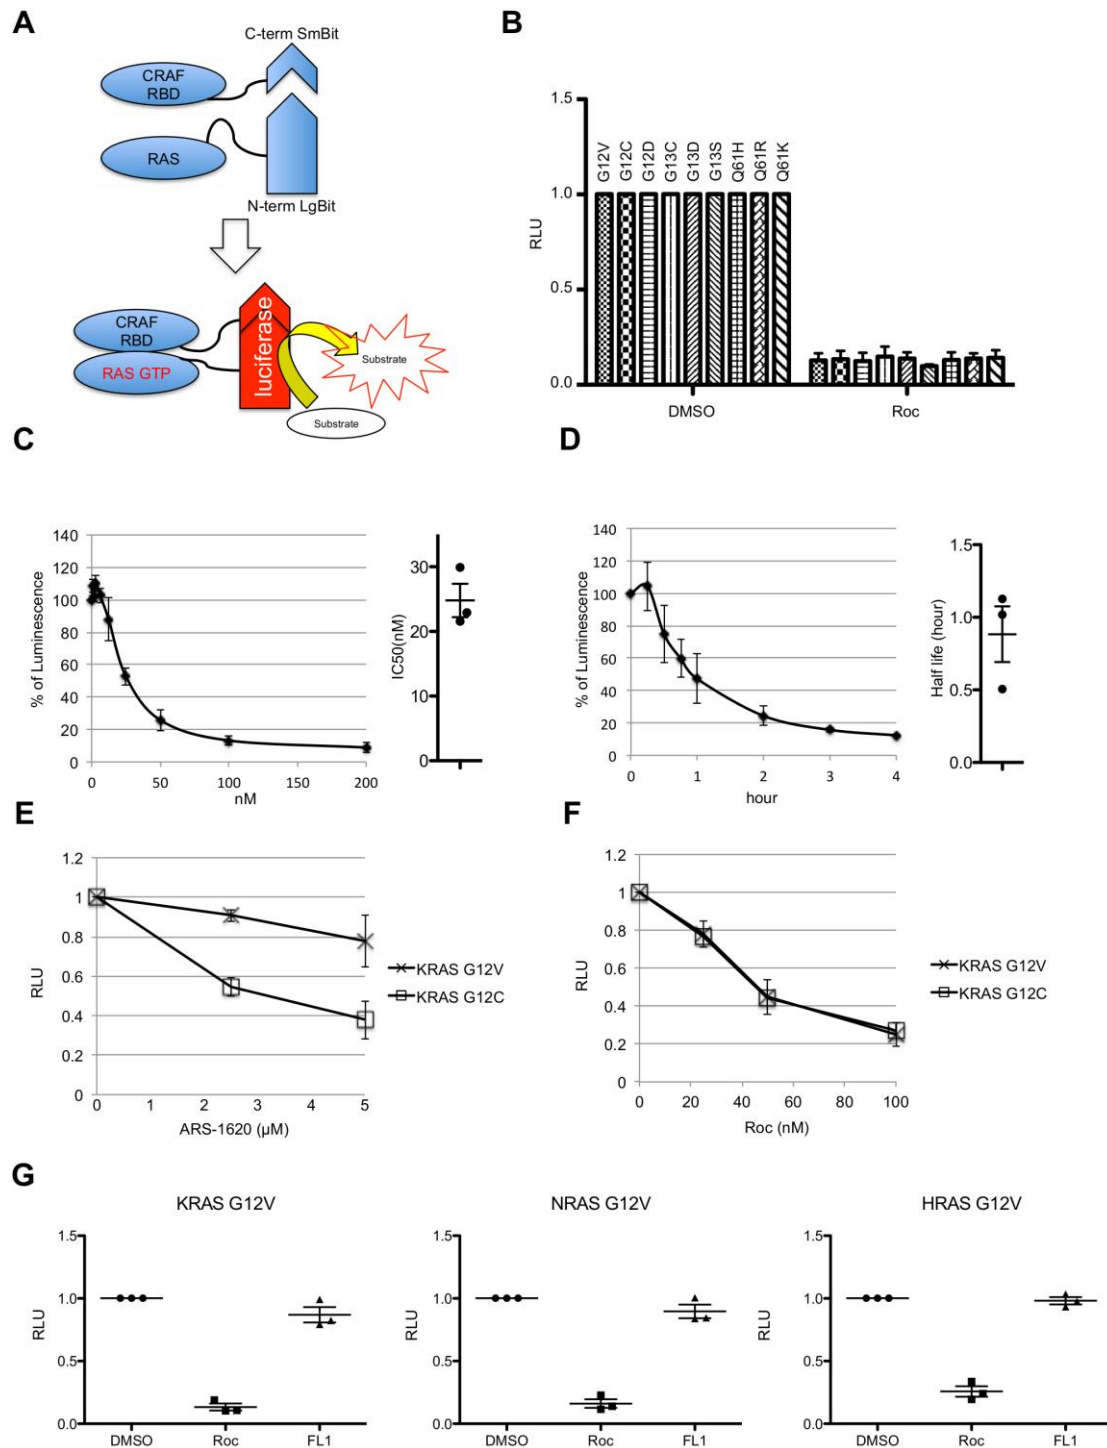 A
C-term SmBit
CRAF
RBD
RAS
N-term LgBit
CRAF
RBD
RAS GTP
luciferase
Substrate
Substrate
B
1.5
1.0
0.5
0.0
RLU
G12V
G12C
G12D
G13C
G13D
G13S
Q61H
Q61R
Q61K
DMSO
Roc
C
140
120
100
80
60
40
20
0
% of Luminescence
0
50
100
150
200
nM
30
20
10
0
IC50(nM)
D
140
120
100
80
60
40
20
0
% of Luminescence
0
1
2
3
4
hour
1.5
1.0
0.5
0.0
Half life (hour)
E
1.2
1
0.8
0.6
0.4
0.2
0
RLU
0
1
2
3
4
5
ARS-1620 (µM)
KRAS G12V
KRAS G12C
F
1.2
1
0.8
0.6
0.4
0.2
0
RLU
0
20
40
60
80
100
Roc (nM)
KRAS G12V
KRAS G12C
G
KRAS G12V
1.5
1.0
0.5
0.0
RLU
DMSO
Roc
FL1
NRAS G12V
1.5
1.0
0.5
0.0
RLU
DMSO
Roc
FL1
HRAS G12V
1.5
1.0
0.5
0.0
RLU
DMSO
Roc
FL1